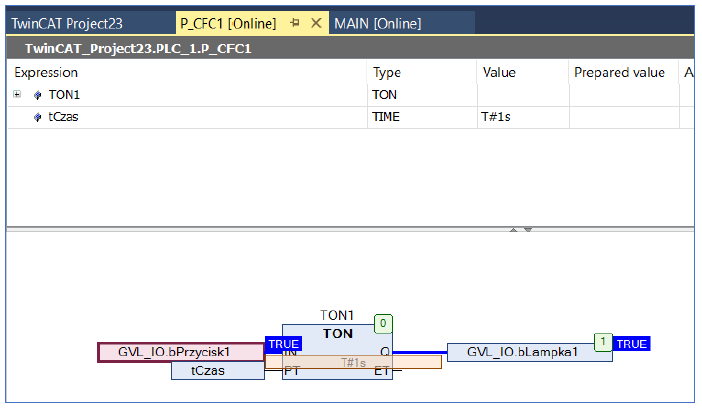 TwinCAT Project23 P_CFC1 [Online] MAIN [Online]
TwinCAT_Project23.PLC_1.P_CFC1
Expression Type Value Prepared value A
TON1 TON
tCzas TIME T#1s
TON1
0
TON
1
TRUE TRUE
GVL_IO.bPrzycisk1 IN Q GVL_IO.bLampka1
T#1s
tCzas PT ET